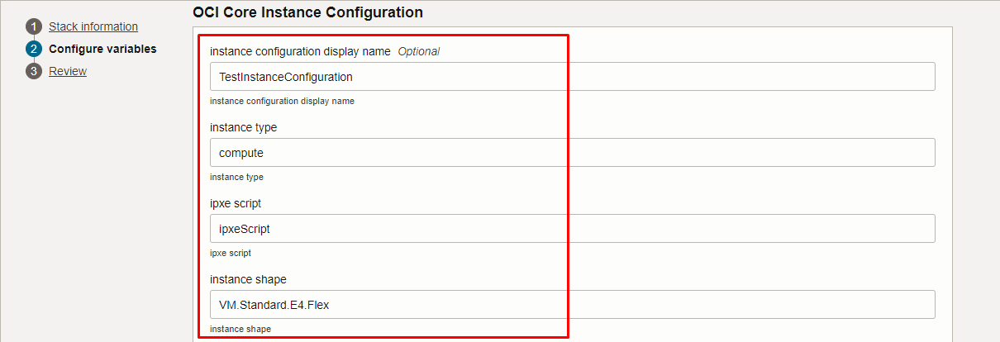 OCI Core Instance Configuration
1 Stack information
2 Configure variables
3 Review
instance configuration display name Optional
TestInstanceConfiguration
instance configuration display name
instance type
compute
instance type
ipxe script
ipxeScript
ipxe script
instance shape
VM.Standard.E4.Flex
instance shape